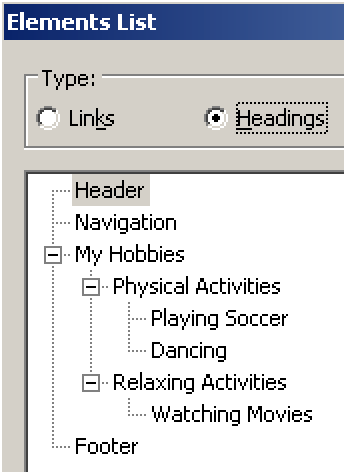 Elements List
Type:
Links Headings
Header
Navigation
My Hobbies
Physical Activities
Playing Soccer
Dancing
Relaxing Activities
Watching Movies
Footer